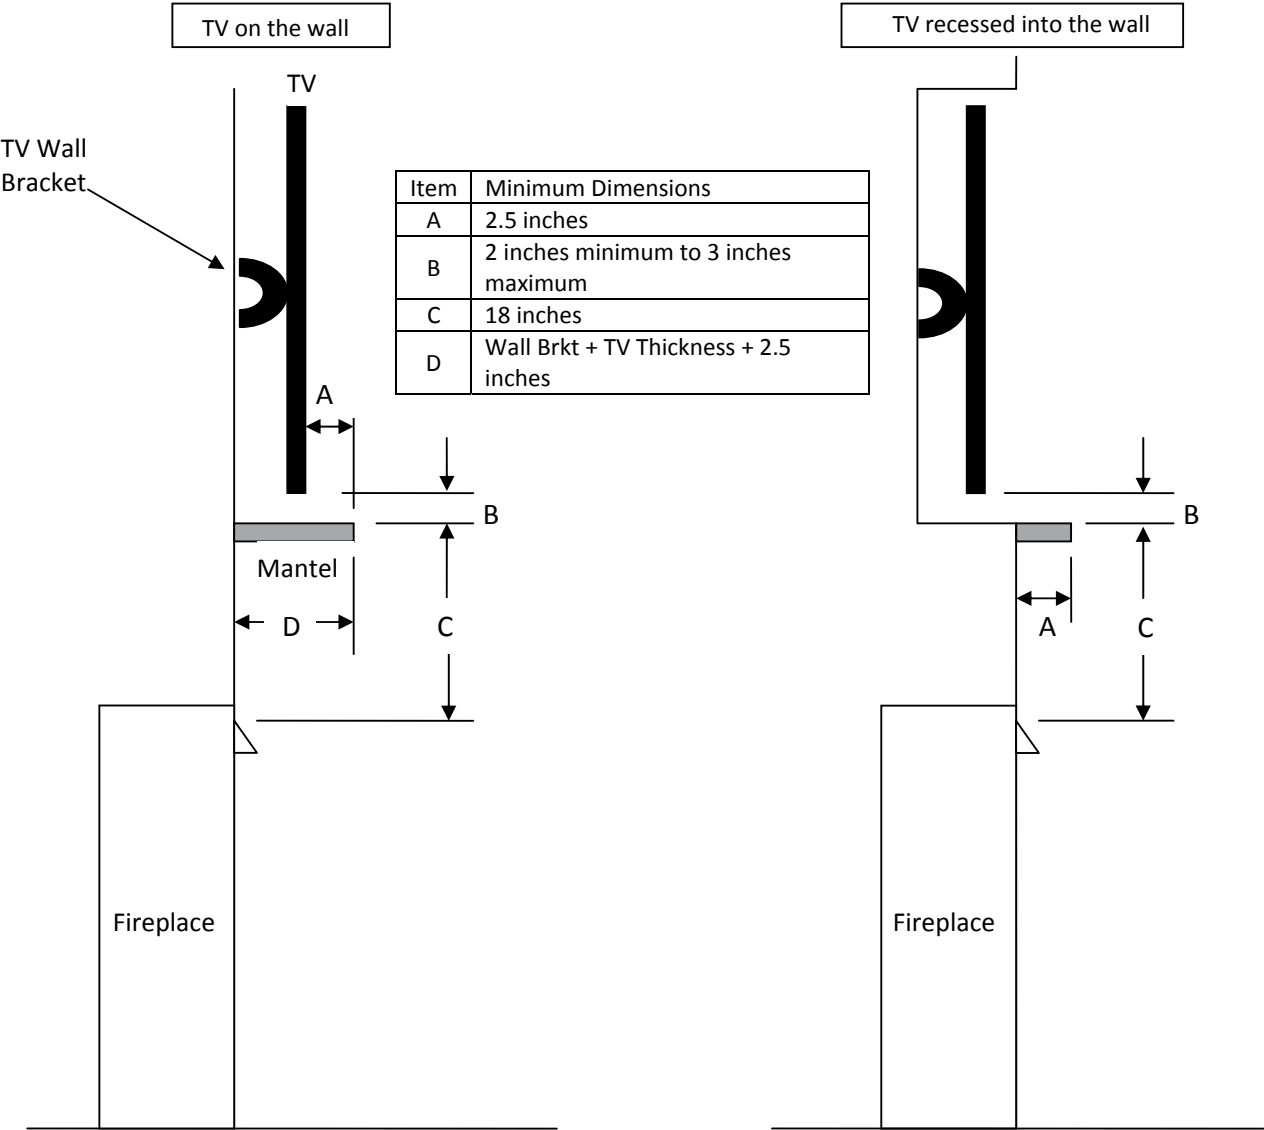 TV on the wall
TV
TV Wall
Bracket
Item Minimum Dimensions
A 2.5 inches
B 2 inches minimum to 3 inches
maximum
C 18 inches
D Wall Brkt + TV Thickness + 2.5
inches
A
B
Mantel
D
C
Fireplace
TV recessed into the wall
B
A
C
Fireplace